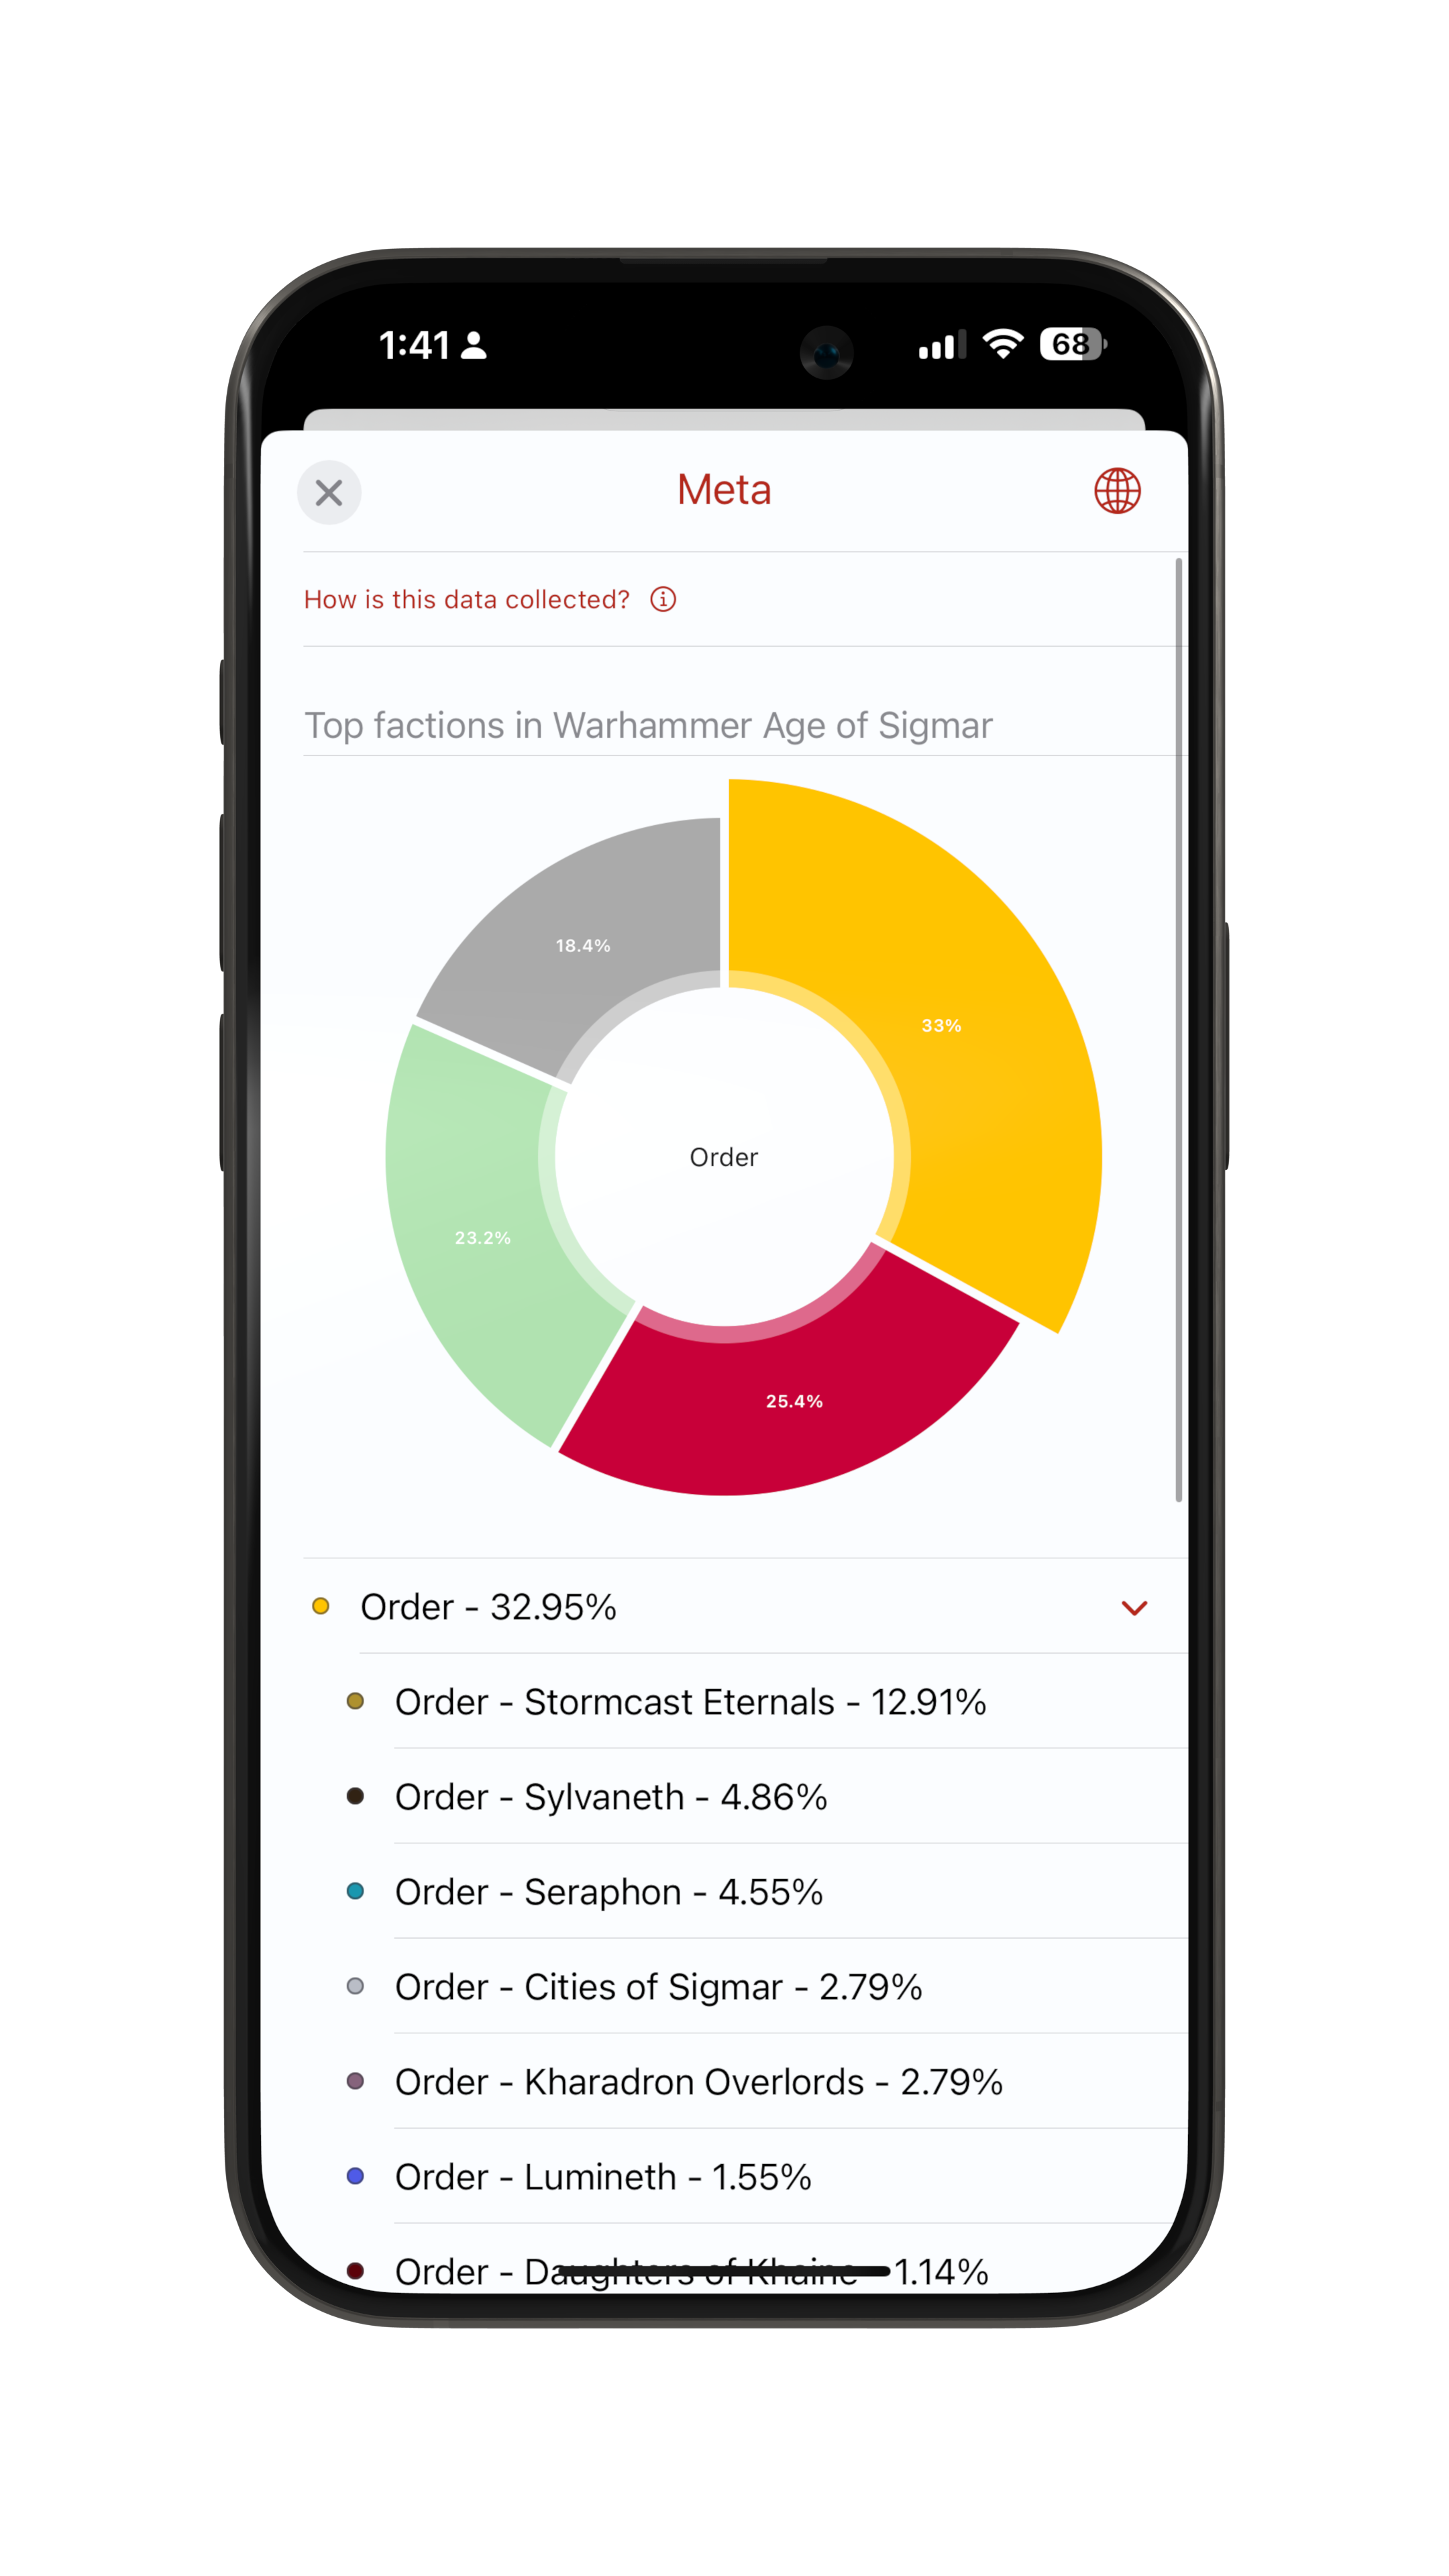 1:41
68
Meta
How is this data collected?
Top factions in Warhammer Age of Sigmar
18.4%
33%
Order
23.2%
25.4%
Order - 32.95%
Order - Stormcast Eternals - 12.91%
Order - Sylvaneth - 4.86%
Order - Seraphon - 4.55%
Order - Cities of Sigmar - 2.79%
Order - Kharadron Overlords - 2.79%
Order - Lumineth - 1.55%
Order - Daughters of Khaine - 1.14%